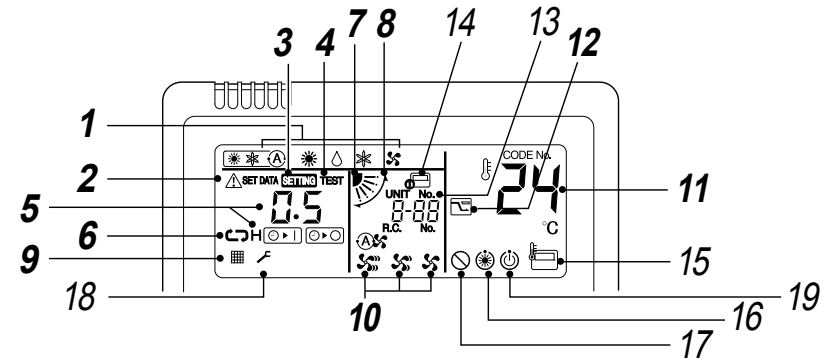 7 8 14 13 12
3 4
1
CODE No.
A
2 SET DATA SETTING TEST
UNIT No.
24 11
5 0.5
8-88
R.C. No.
°C
6 H
A
9
15
18
10 17 16 19